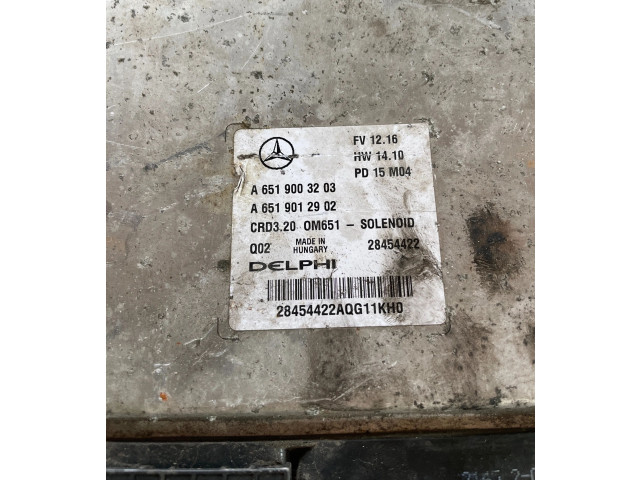 FV 12.16
HW 14.10
PD 15 M04
A 651 900 32 03
A 651 901 29 02
CRD3.20 OM651 - SOLENOID
Q02 MADE IN HUNGARY 28454422
DELPHI
28454422AQG11KH0